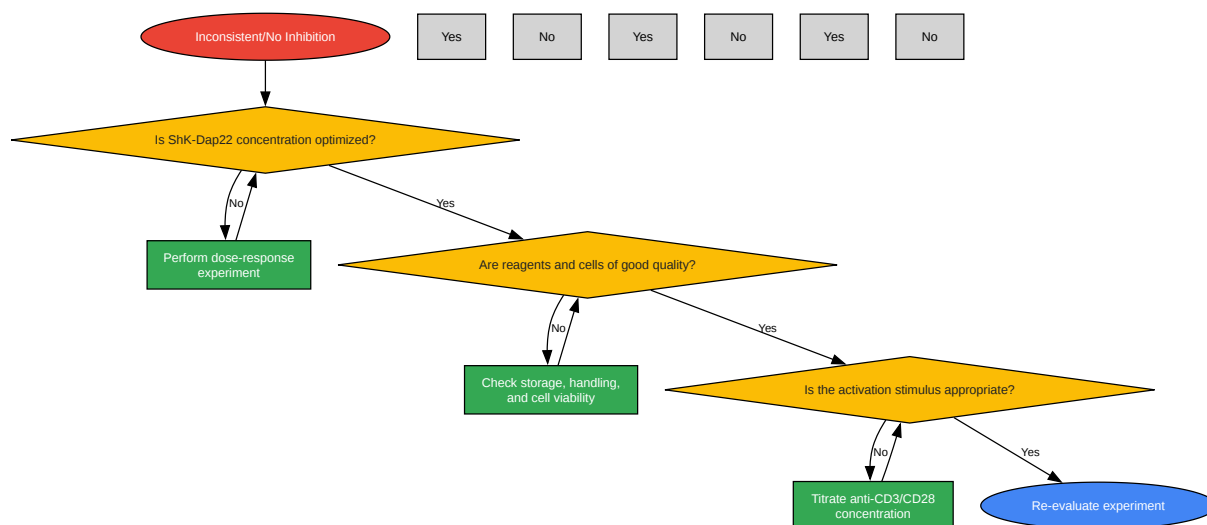 Inconsistent/No Inhibition
Yes
No
Yes
No
Yes
No
Is ShK-Dap22 concentration optimized?
No
Yes
Perform dose-response
experiment
Are reagents and cells of good quality?
No
Yes
Check storage, handling,
and cell viability
Is the activation stimulus appropriate?
No
Yes
Titrate anti-CD3/CD28
concentration
Re-evaluate experiment